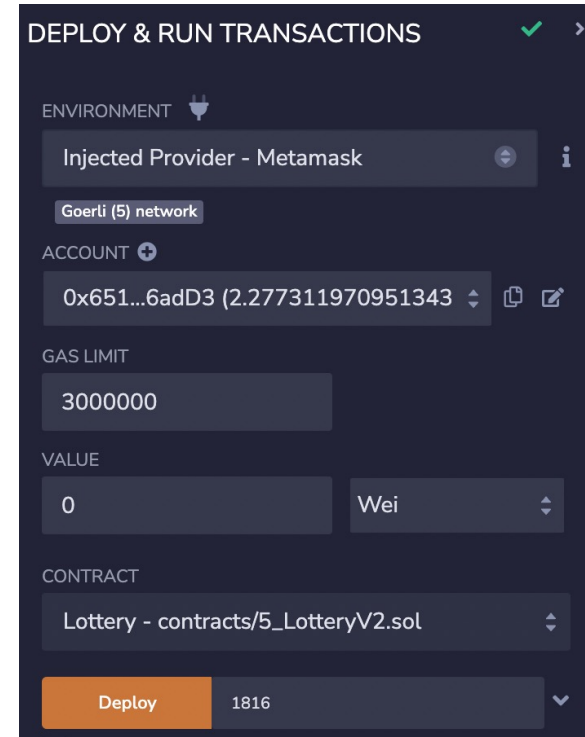 DEPLOY & RUN TRANSACTIONS
ENVIRONMENT
Injected Provider - Metamask
Goerli (5) network
ACCOUNT
0x651...6adD3 (2.277311970951343
GAS LIMIT
3000000
VALUE
0 Wei
CONTRACT
Lottery - contracts/5_LotteryV2.sol
Deploy 1816